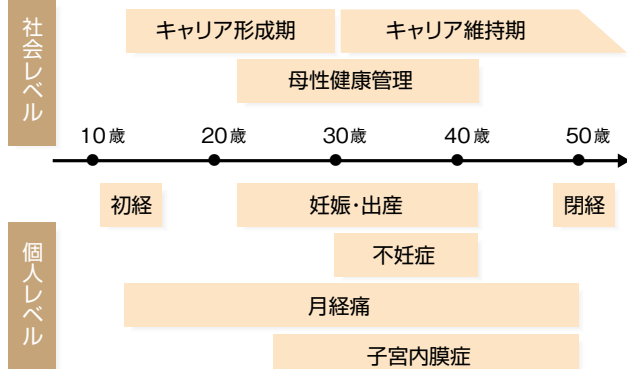 社会レベル
キャリア形成期
キャリア維持期
母性健康管理
10歳
20歳
30歳
40歳
50歳
個人レベル
初経
妊娠・出産
閉経
不妊症
月経痛
子宮内膜症